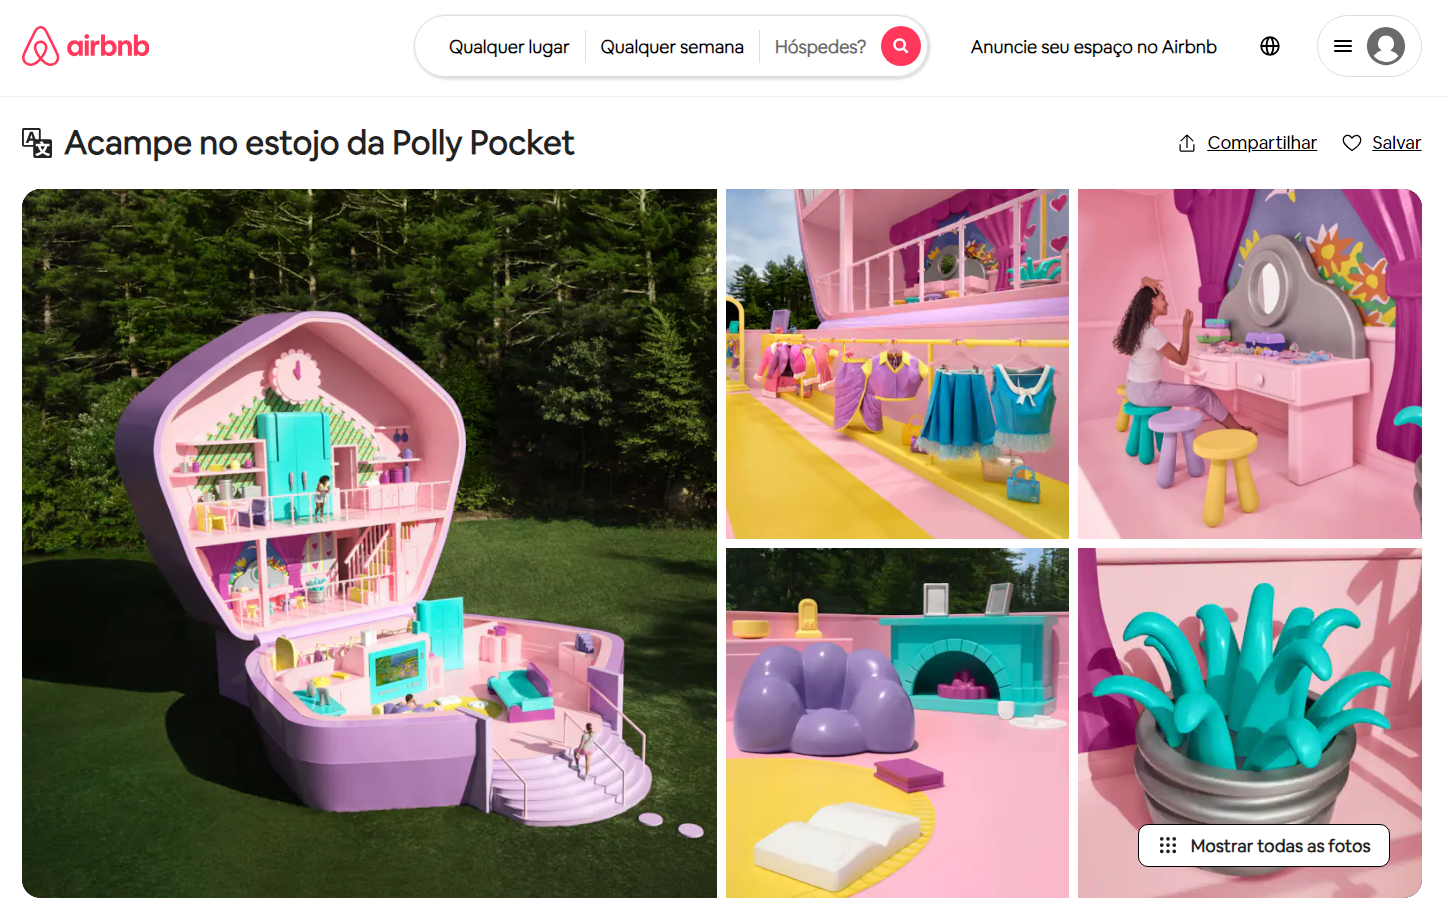 airbnb
Qualquer lugar
Qualquer semana
Hóspedes?
Anuncie seu espaço no Airbnb
Acampe no estojo da Polly Pocket
Compartilhar
Salvar
Mostrar todas as fotos